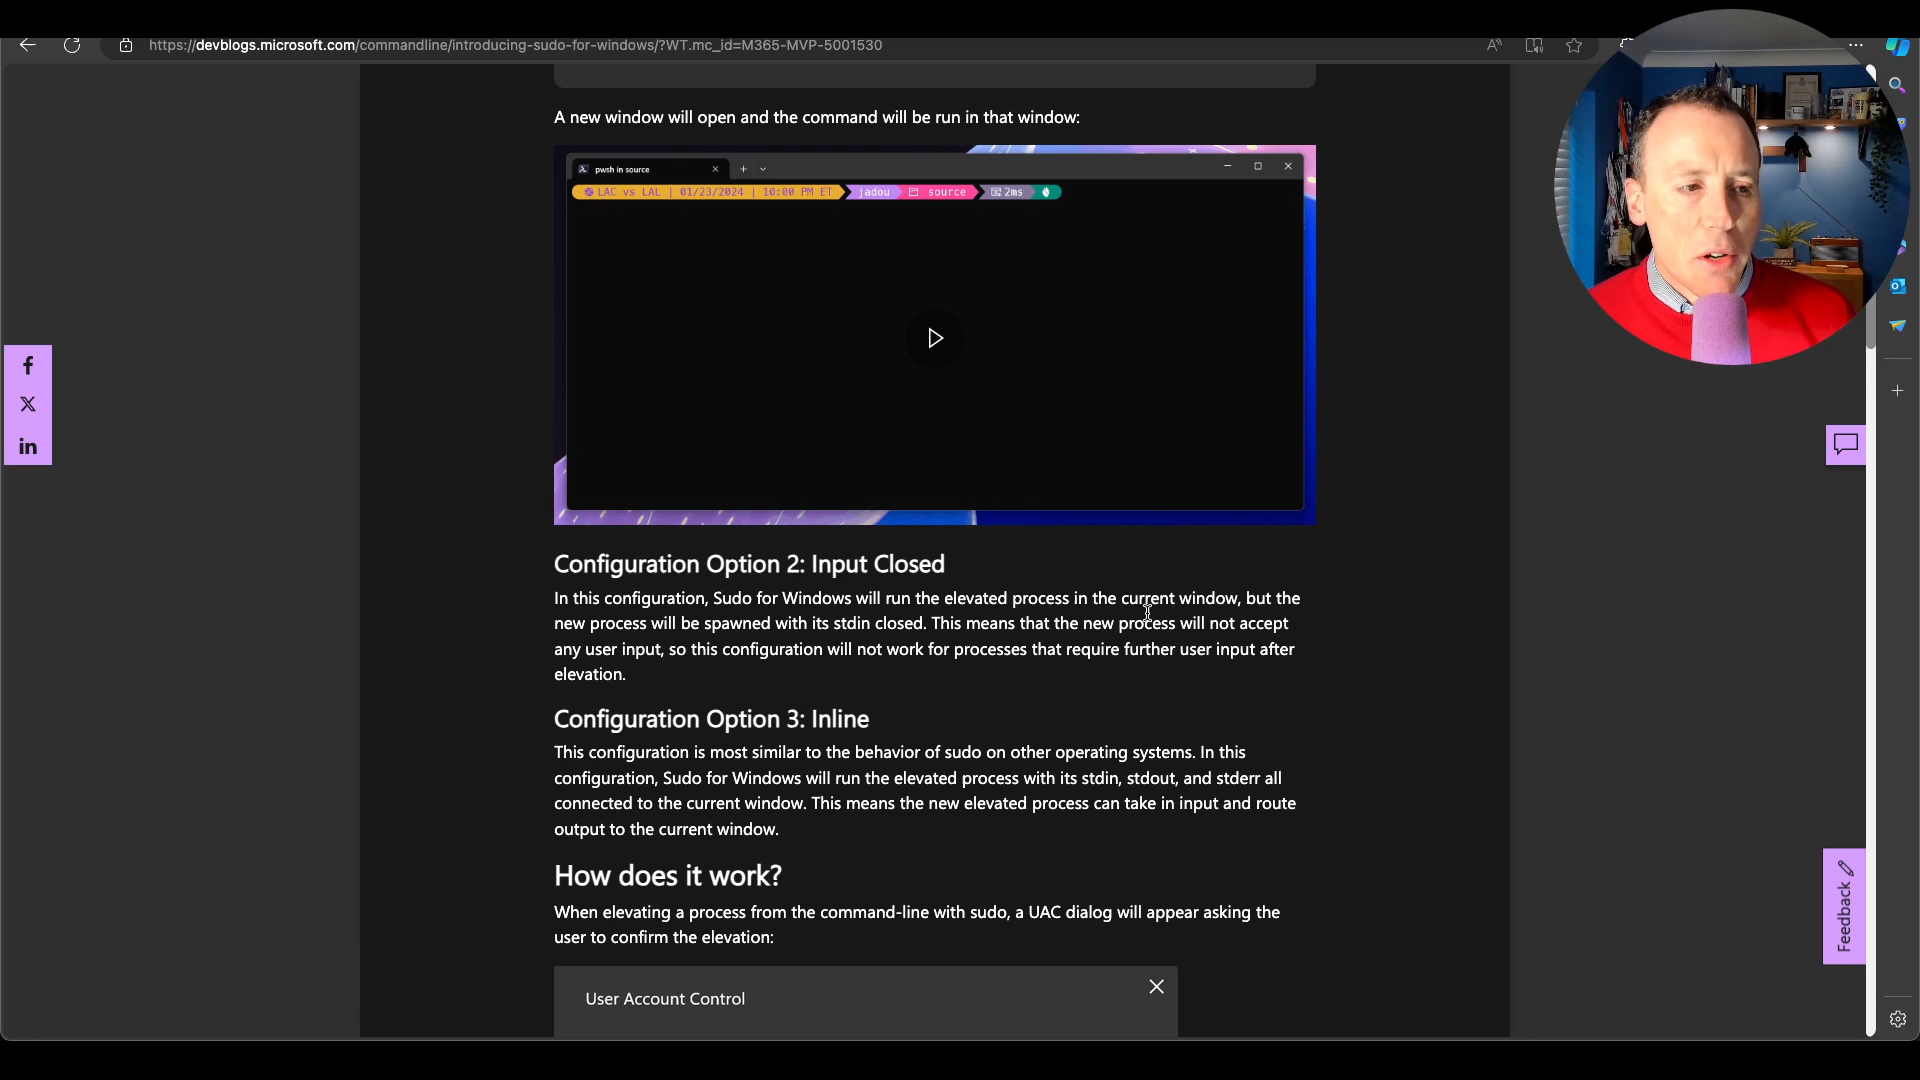 https://devblogs.microsoft.com/commandline/introducing-sudo-for-windows/?WT.mc_id=M365-MVP-5001530
A new window will open and the command will be run in that window:
pwsh in source
LAC vs LAL | 01/23/2024 | 10:00 PM ET
jadou
source
2ms
f
X
in
Configuration Option 2: Input Closed
In this configuration, Sudo for Windows will run the elevated process in the current window, but the
new process will be spawned with its stdin closed. This means that the new process will not accept
any user input, so this configuration will not work for processes that require further user input after
elevation.
Configuration Option 3: Inline
This configuration is most similar to the behavior of sudo on other operating systems. In this
configuration, Sudo for Windows will run the elevated process with its stdin, stdout, and stderr all
connected to the current window. This means the new elevated process can take in input and route
output to the current window.
How does it work?
When elevating a process from the command-line with sudo, a UAC dialog will appear asking the
user to confirm the elevation:
User Account Control
Feedback